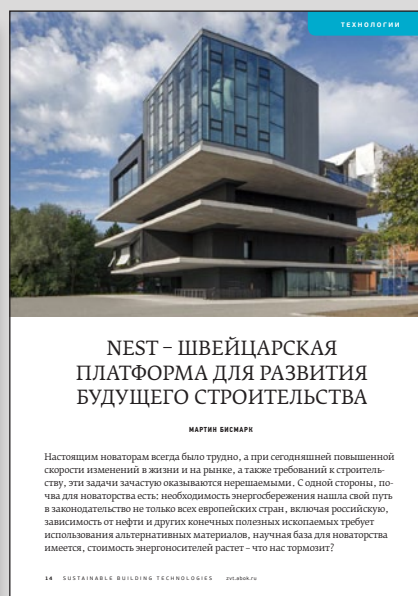 ТЕХНОЛОГИИ
NEST – ШВЕЙЦАРСКАЯ
ПЛАТФОРМА ДЛЯ РАЗВИТИЯ
БУДУЩЕГО СТРОИТЕЛЬСТВА
МАРТИН БИСМАРК
Настоящим новаторам всегда было трудно, а при сегодняшней повышенной
скорости изменений в жизни и на рынке, а также требований к строитель-
ству, эти задачи зачастую оказываются нерешаемыми. С одной стороны, по-
чва для новаторства есть: необходимость энергосбережения нашла свой путь
в законодательство не только всех европейских стран, включая российскую,
зависимость от нефти и других конечных полезных ископаемых требует
использования альтернативных материалов, научная база для новаторства
имеется, стоимость энергоносителей растет – что нас тормозит?
14 SUSTAINABLE BUILDING TECHNOLOGIES zvt.abok.ru